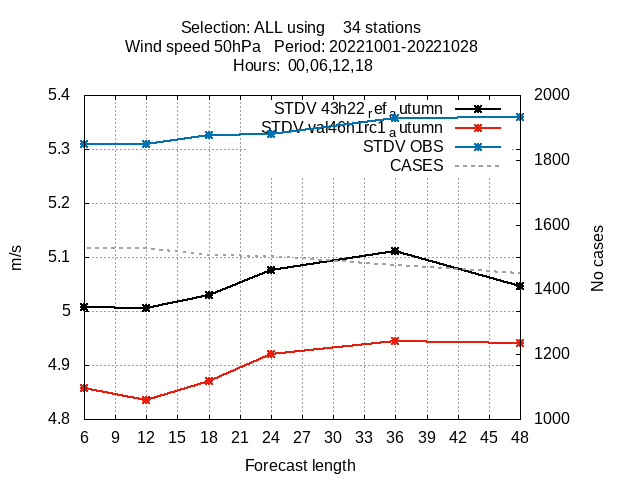 Selection: ALL using 34 stations
Wind speed 50hPa Period: 20221001-20221028
Hours: 00,06,12,18
5.4 2000
STDV 43h22ref_autumn
STDV val46h1rc1_autumn
STDV OBS
CASES
5.3 1800
5.2 1600
5.1 1400
5
4.9 1200
4.8 1000
m/s
No cases
6 9 12 15 18 21 24 27 30 33 36 39 42 45 48
Forecast length